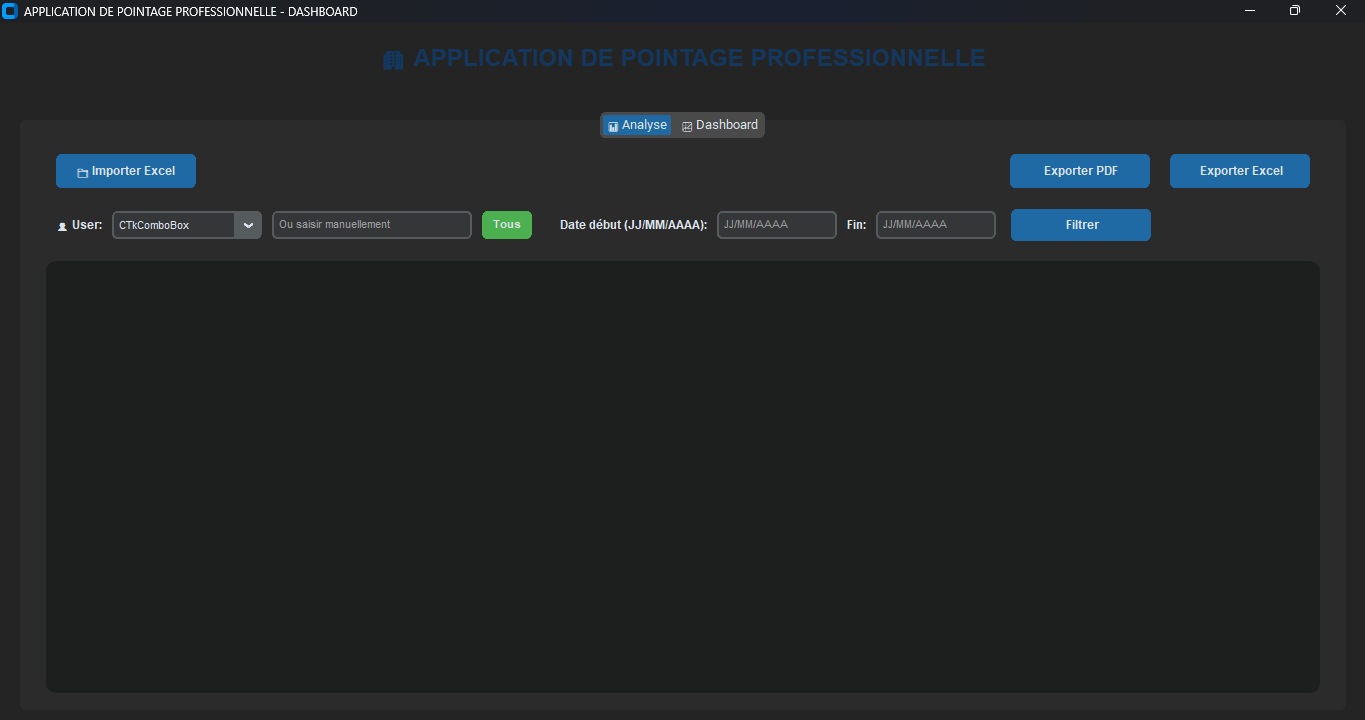 APPLICATION DE POINTAGE PROFESSIONNELLE - DASHBOARD
APPLICATION DE POINTAGE PROFESSIONNELLE
Analyse Dashboard
Importer Excel Exporter PDF Exporter Excel
User: CTkComboBox Ou saisir manuellement Tous Date début (JJ/MM/AAAA): JJ/MM/AAAA Fin: JJ/MM/AAAA Filtrer